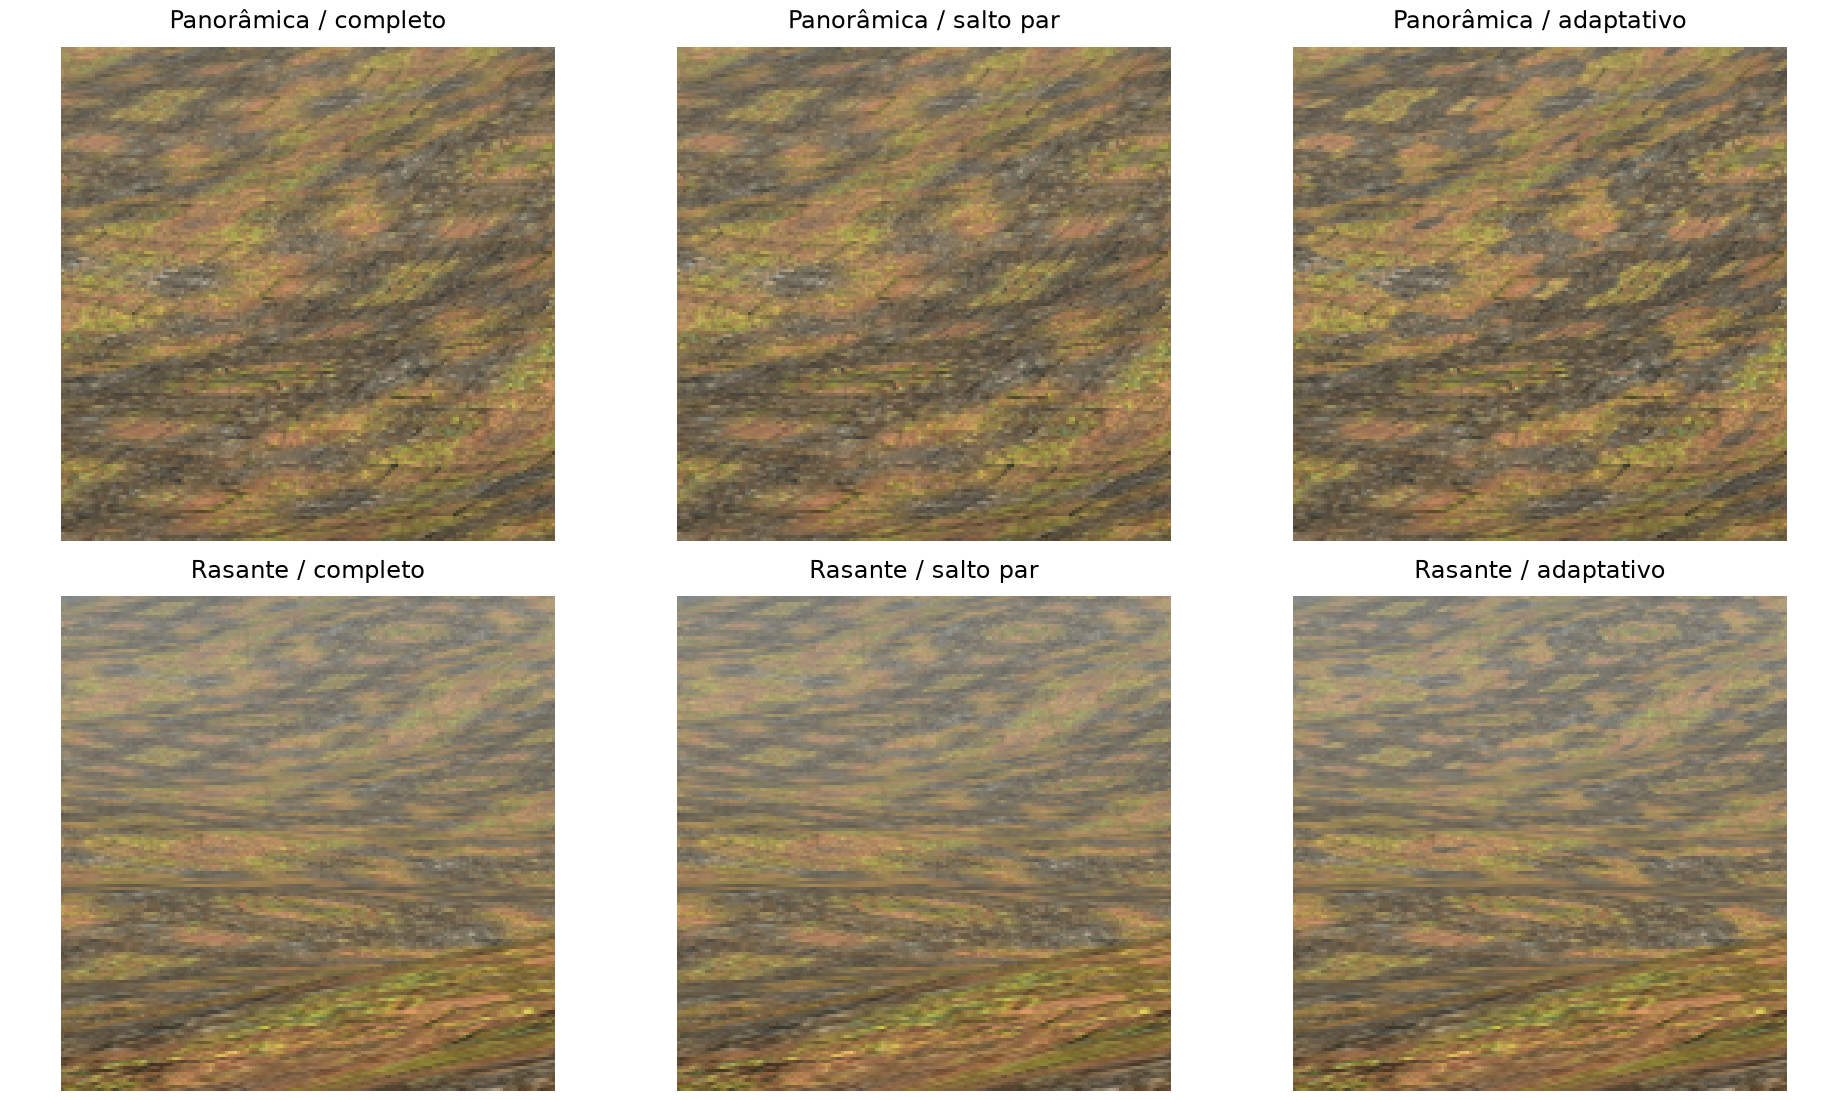 Panorâmica / completo
Panorâmica / salto par
Panorâmica / adaptativo
Rasante / completo
Rasante / salto par
Rasante / adaptativo